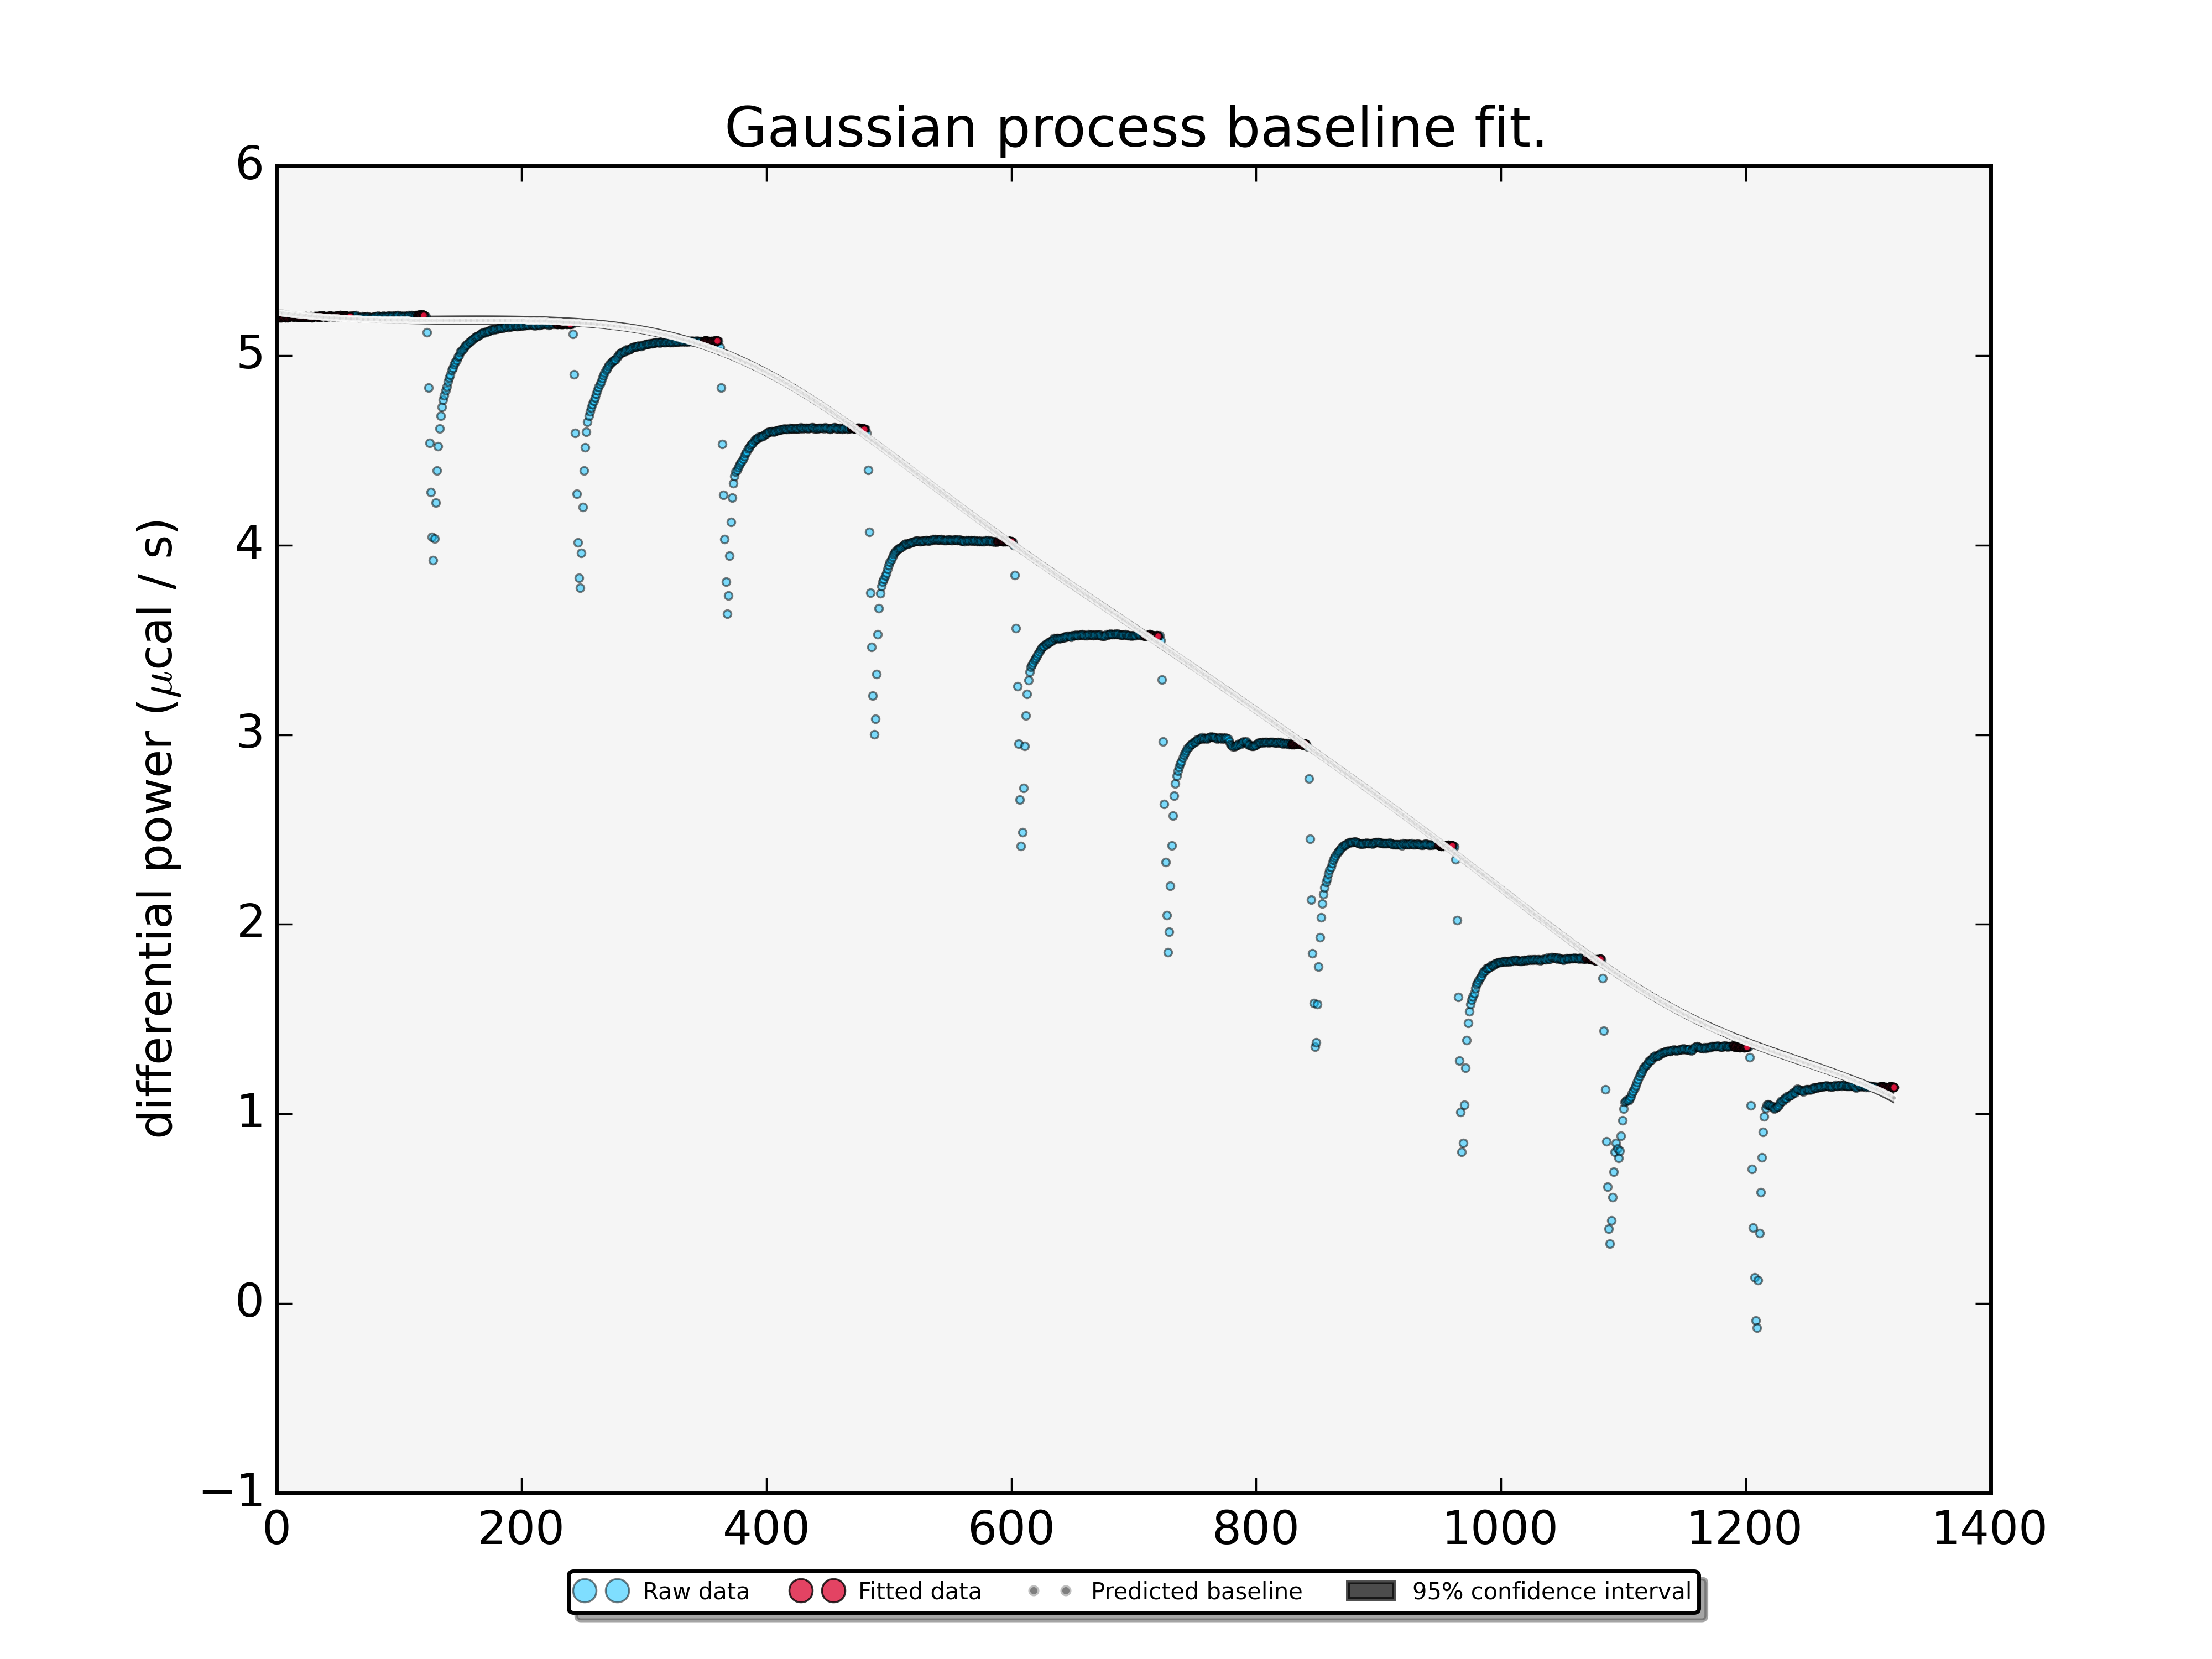 Gaussian process baseline fit.
6
5
4
3
2
1
0
−1
differential power (μcal / s)
0 200 400 600 800 1000 1200 1400
Raw data Fitted data Predicted baseline 95% confidence interval